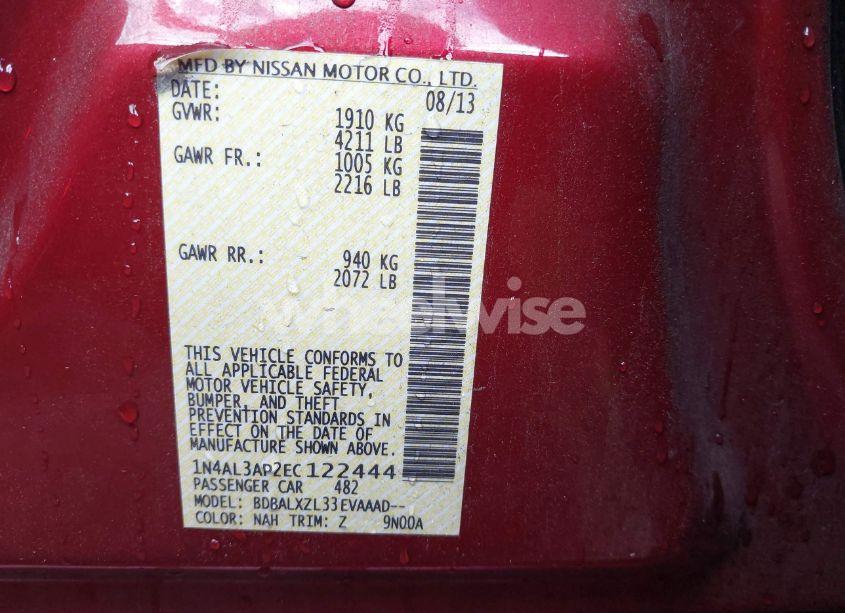 MFD BY NISSAN MOTOR CO., LTD.
DATE: 08/13
GVWR: 1910 KG
4211 LB
GAWR FR.: 1005 KG
2216 LB
GAWR RR.: 940 KG
2072 LB
wheelwise
THIS VEHICLE CONFORMS TO
ALL APPLICABLE FEDERAL
MOTOR VEHICLE SAFETY,
BUMPER, AND THEFT
PREVENTION STANDARDS IN
EFFECT ON THE DATE OF
MANUFACTURE SHOWN ABOVE.
1N4AL3AP2EC122444
PASSENGER CAR 482
MODEL: BDBALXZL33EVAAAD--
COLOR: NAH TRIM: Z 9N00A